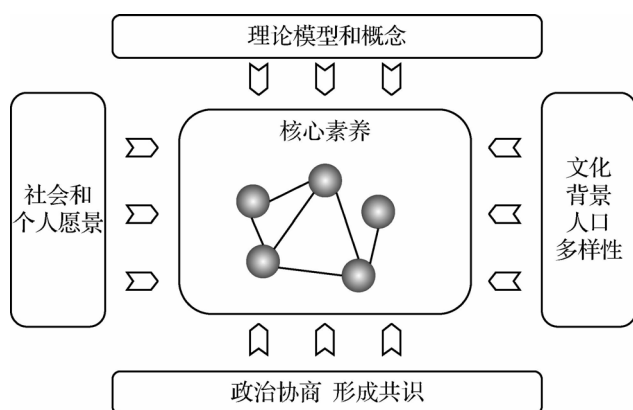 理论模型和概念
核心素养
社会和
个人愿景
文化
背景
人口
多样性
政治协商 形成共识